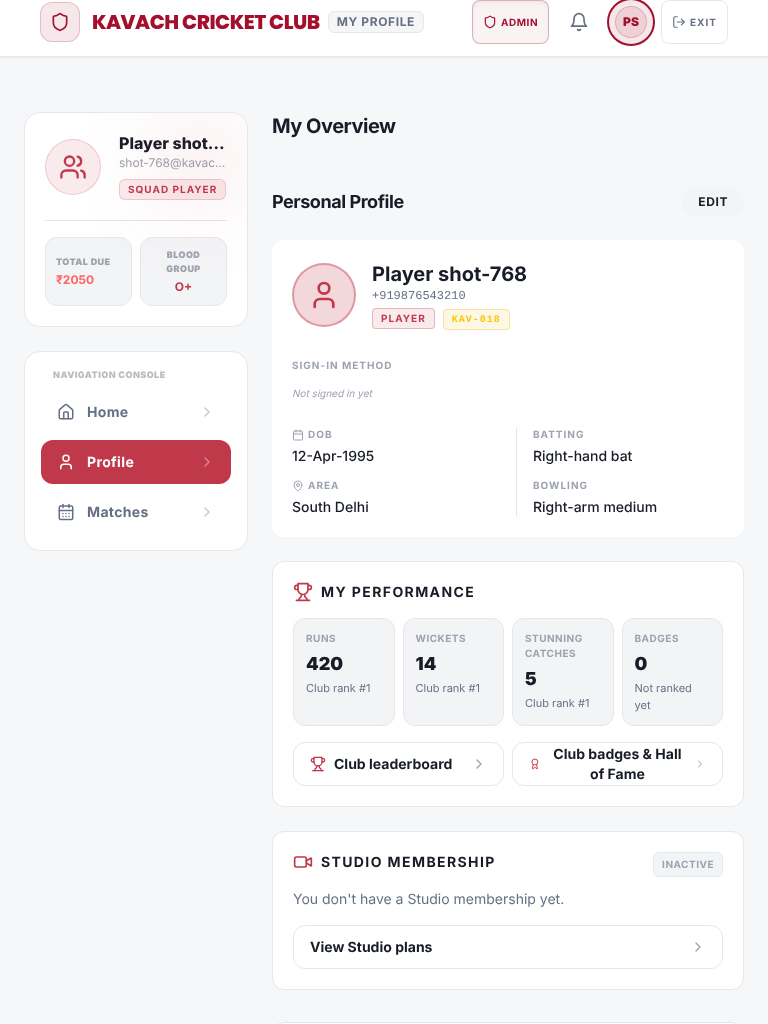 KAVACH CRICKET CLUB MY PROFILE ADMIN PS EXIT
Player shot...
shot-768@kavac...
SQUAD PLAYER
TOTAL DUE
₹2050
BLOOD
GROUP
O+
NAVIGATION CONSOLE
Home
Profile
Matches
My Overview
Personal Profile EDIT
Player shot-768
+919876543210
PLAYER KAV-018
SIGN-IN METHOD
Not signed in yet
DOB
12-Apr-1995
BATTING
Right-hand bat
AREA
South Delhi
BOWLING
Right-arm medium
MY PERFORMANCE
RUNS
420
Club rank #1
WICKETS
14
Club rank #1
STUNNING
CATCHES
5
Club rank #1
BADGES
0
Not ranked
yet
Club leaderboard
Club badges & Hall
of Fame
STUDIO MEMBERSHIP INACTIVE
You don't have a Studio membership yet.
View Studio plans